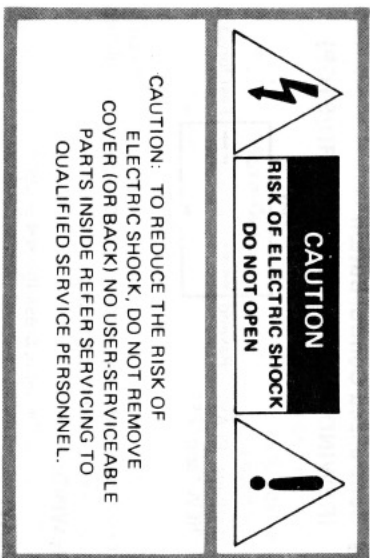 CAUTION
RISK OF ELECTRIC SHOCK
DO NOT OPEN
CAUTION: TO REDUCE THE RISK OF
ELECTRIC SHOCK, DO NOT REMOVE
COVER (OR BACK) NO USER-SERVICEABLE
PARTS INSIDE REFER SERVICING TO
QUALIFIED SERVICE PERSONNEL.